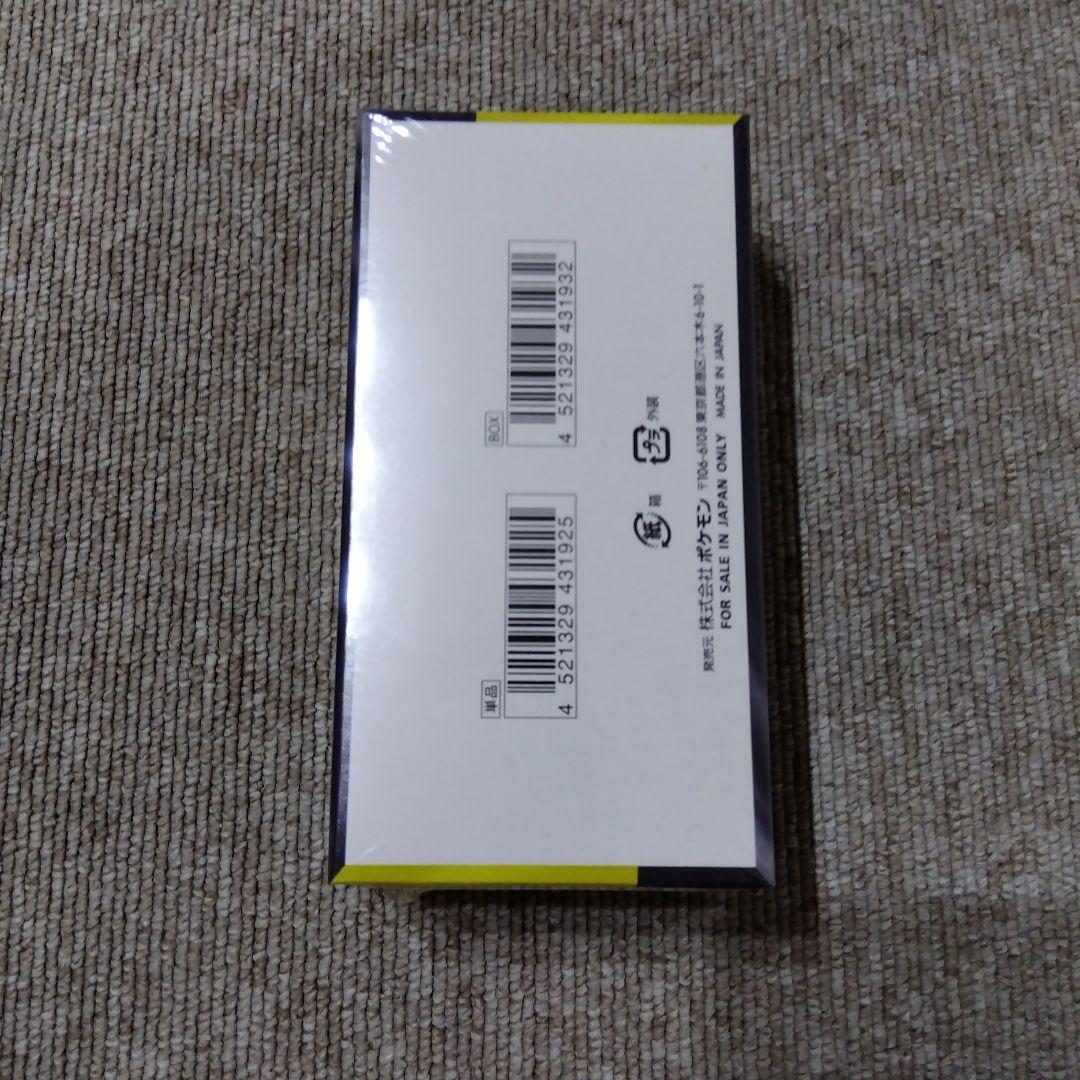 単品
4 521329 431925
BOX
4 521329 431932
紙 箱
プラ 外装
発売元 株式会社 ポケモン 〒106-6108 東京都港区六本木6-10-1
FOR SALE IN JAPAN ONLY MADE IN JAPAN